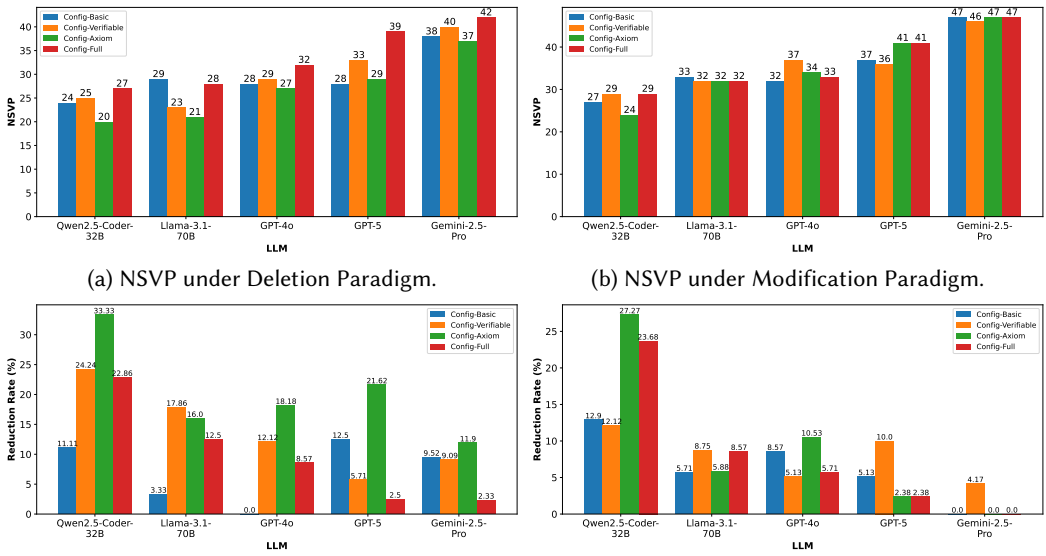 Config-Basic
Config-Verifiable
Config-Axiom
Config-Full
NSVP
40
35
30
25
20
15
10
5
0
24 25 20 27
29 23 21 28
28 29 27 32
28 33 29 39
38 40 37 42
Qwen2.5-Coder-
32B
Llama-3.1-
70B
GPT-4o
GPT-5
Gemini-2.5-
Pro
LLM
(a) NSVP under Deletion Paradigm.
Config-Basic
Config-Verifiable
Config-Axiom
Config-Full
NSVP
40
30
20
10
0
27 29 24 29
33 32 32 32
32 37 34 33
37 36 41 41
47 46 47 47
Qwen2.5-Coder-
32B
Llama-3.1-
70B
GPT-4o
GPT-5
Gemini-2.5-
Pro
LLM
(b) NSVP under Modification Paradigm.
Config-Basic
Config-Verifiable
Config-Axiom
Config-Full
Reduction Rate (%)
30
25
20
15
10
5
0
11.11 24.24 33.33 22.86
3.33 17.86 16.0 12.5
0.0 12.12 18.18 8.57
12.5 5.71 21.62 2.5
9.52 9.09 11.9 2.33
Qwen2.5-Coder-
32B
Llama-3.1-
70B
GPT-4o
GPT-5
Gemini-2.5-
Pro
LLM
Config-Basic
Config-Verifiable
Config-Axiom
Config-Full
Reduction Rate (%)
25
20
15
10
5
0
12.9 12.12 27.27 23.68
5.71 8.75 5.88 8.57
8.57 5.13 10.53 5.71
5.13 10.0 2.38 2.38
0.0 4.17 0.0 0.0
Qwen2.5-Coder-
32B
Llama-3.1-
70B
GPT-4o
GPT-5
Gemini-2.5-
Pro
LLM